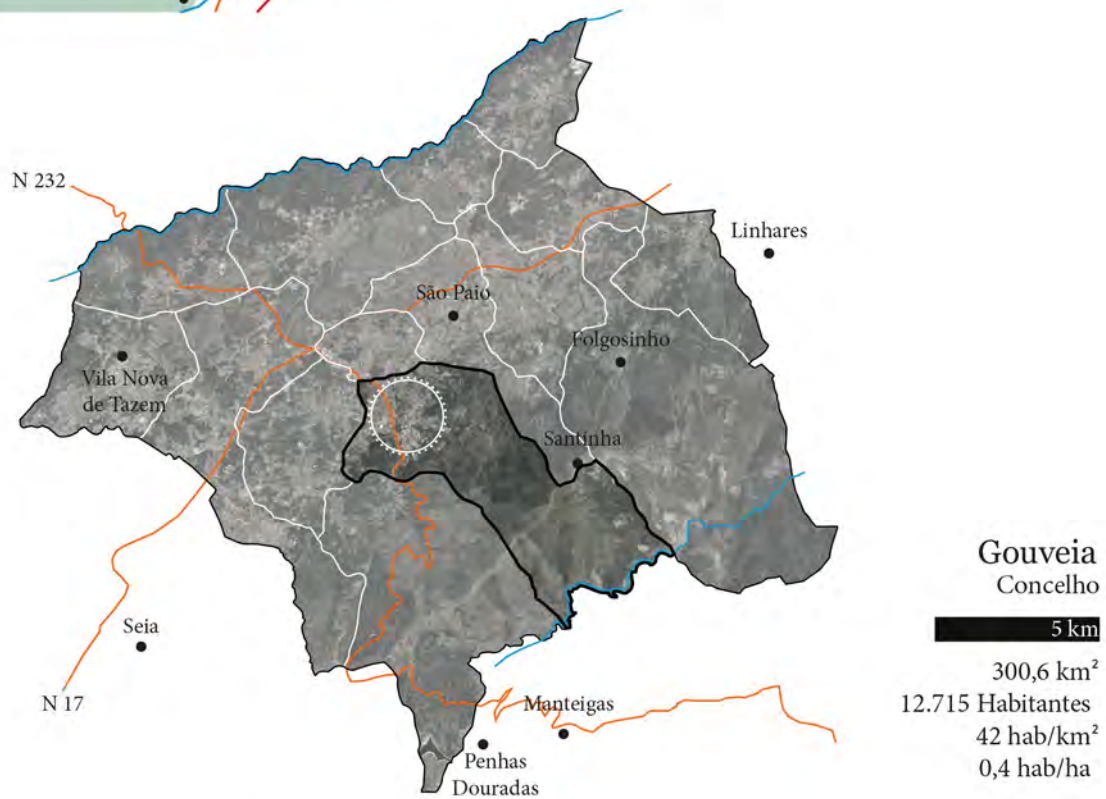 N 232
Linhares
São Paio
Folgosinho
Vila Nova
de Tazem
Santinha
Gouveia
Concelho
5 km
300,6 km²
12.715 Habitantes
42 hab/km²
0,4 hab/ha
Seia
N 17
Manteigas
Penhas
Douradas